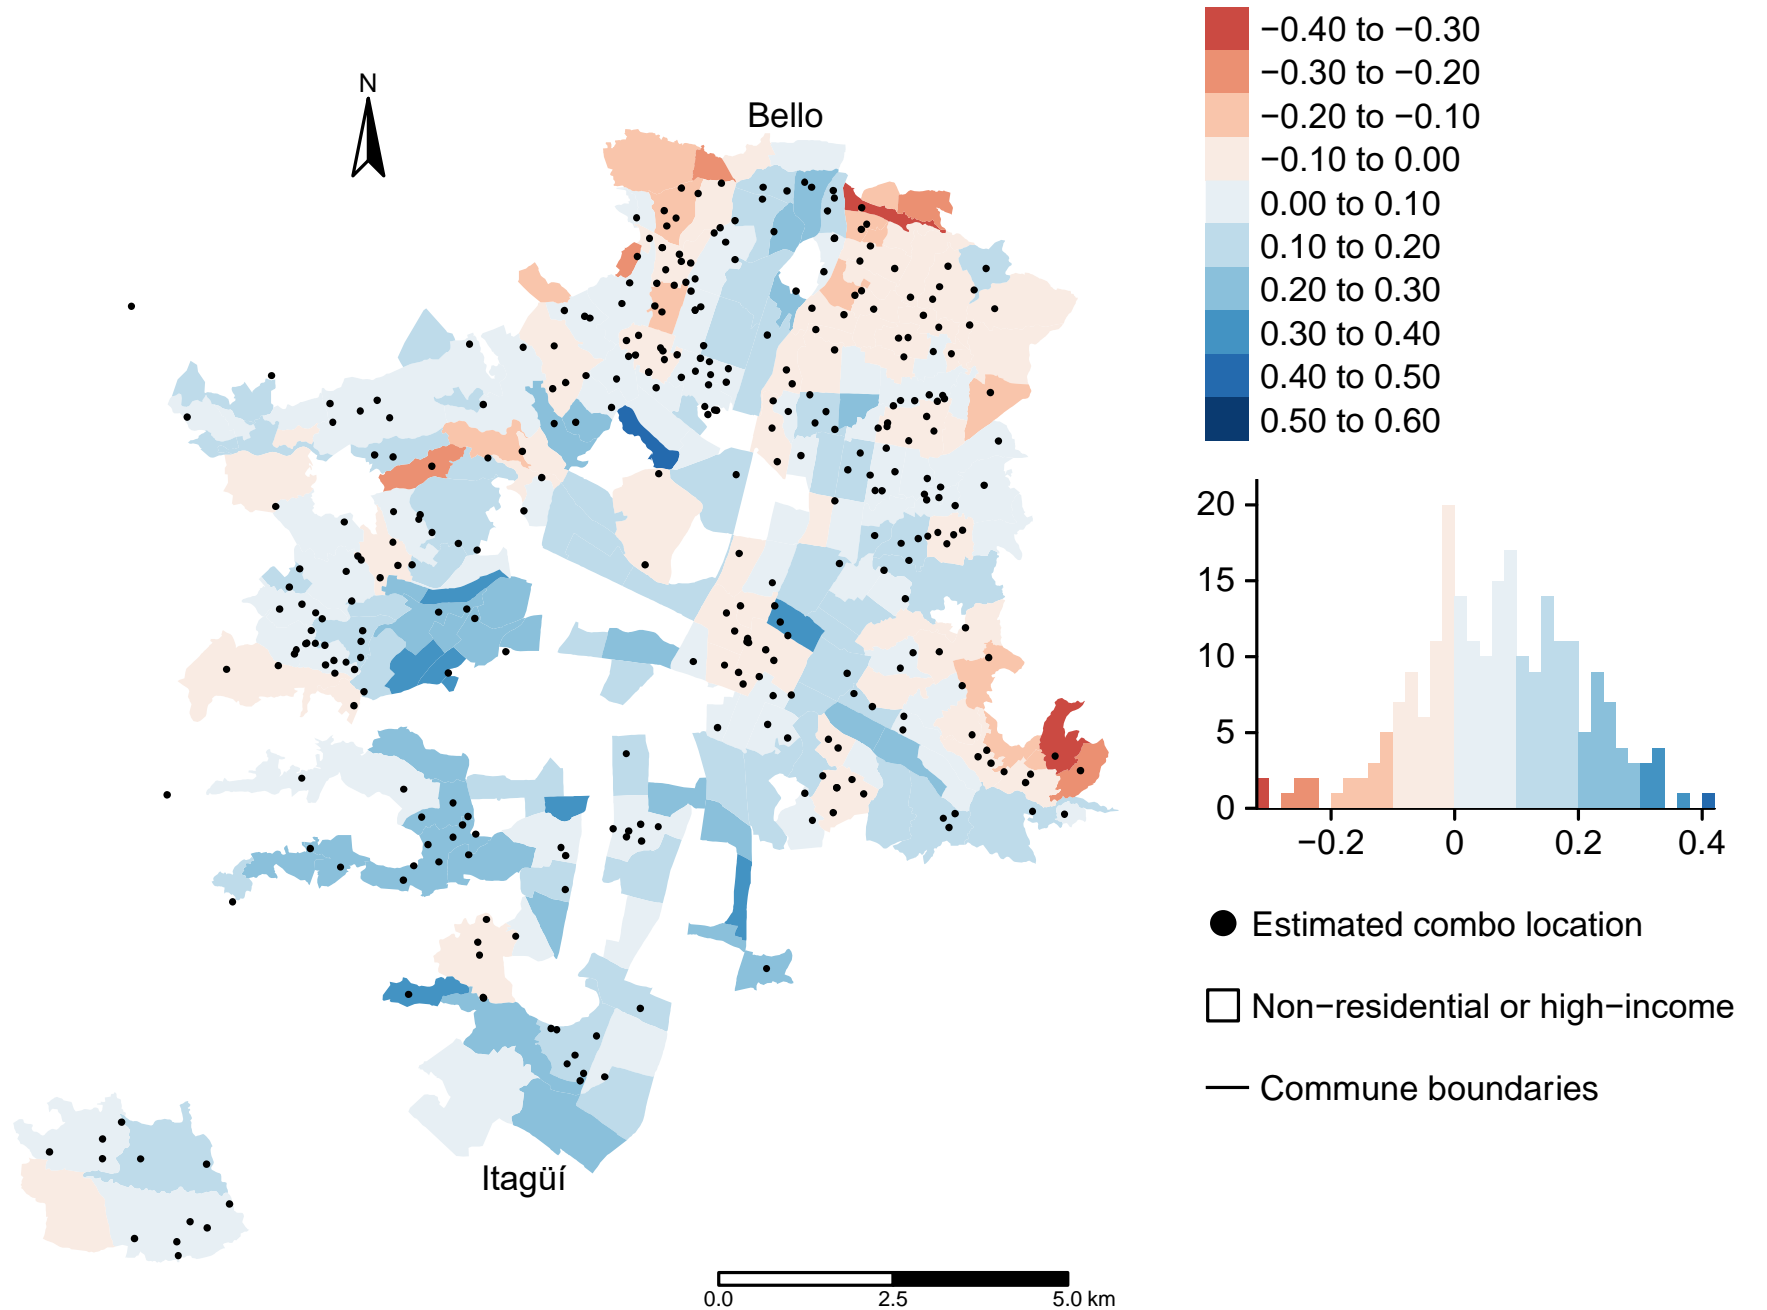 N
Bello
Itagüí
0.0 2.5 5.0 km
−0.40 to −0.30
−0.30 to −0.20
−0.20 to −0.10
−0.10 to 0.00
0.00 to 0.10
0.10 to 0.20
0.20 to 0.30
0.30 to 0.40
0.40 to 0.50
0.50 to 0.60
20
15
10
5
0
−0.2 0 0.2 0.4
Estimated combo location
Non−residential or high−income
Commune boundaries